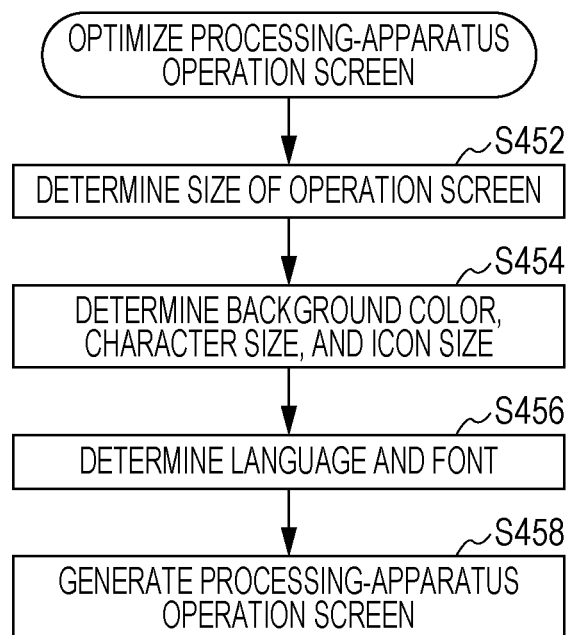 OPTIMIZE PROCESSING-APPARATUS
OPERATION SCREEN
S452
DETERMINE SIZE OF OPERATION SCREEN
S454
DETERMINE BACKGROUND COLOR,
CHARACTER SIZE, AND ICON SIZE
S456
DETERMINE LANGUAGE AND FONT
S458
GENERATE PROCESSING-APPARATUS
OPERATION SCREEN